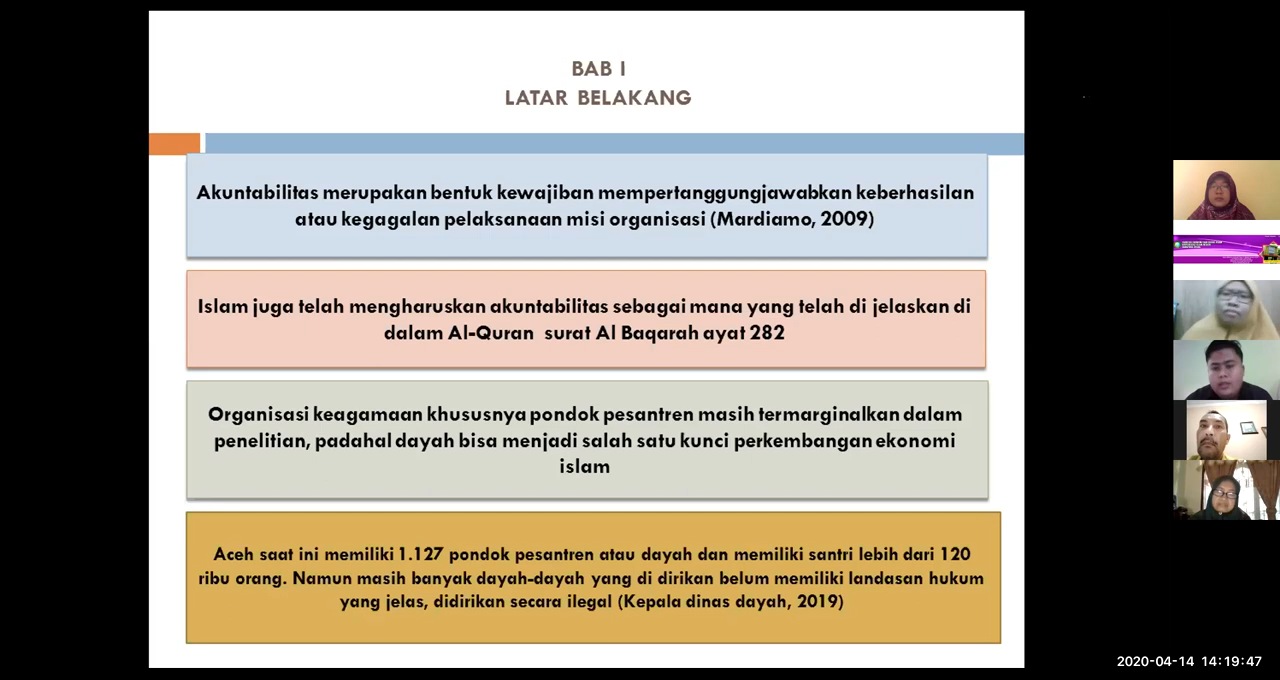 BAB I
LATAR BELAKANG
Akuntabilitas merupakan bentuk kewajiban mempertanggungjawabkan keberhasilan
atau kegagalan pelaksanaan misi organisasi (Mardiamo, 2009)
Islam juga telah mengharuskan akuntabilitas sebagai mana yang telah di jelaskan di
dalam Al-Quran surat Al Baqarah ayat 282
Organisasi keagamaan khususnya pondok pesantren masih termarginalkan dalam
penelitian, padahal dayah bisa menjadi salah satu kunci perkembangan ekonomi
islam
Aceh saat ini memiliki 1.127 pondok pesantren atau dayah dan memiliki santri lebih dari 120
ribu orang. Namun masih banyak dayah-dayah yang di dirikan belum memiliki landasan hukum
yang jelas, didirikan secara ilegal (Kepala dinas dayah, 2019)
2020-04-14 14:19:47